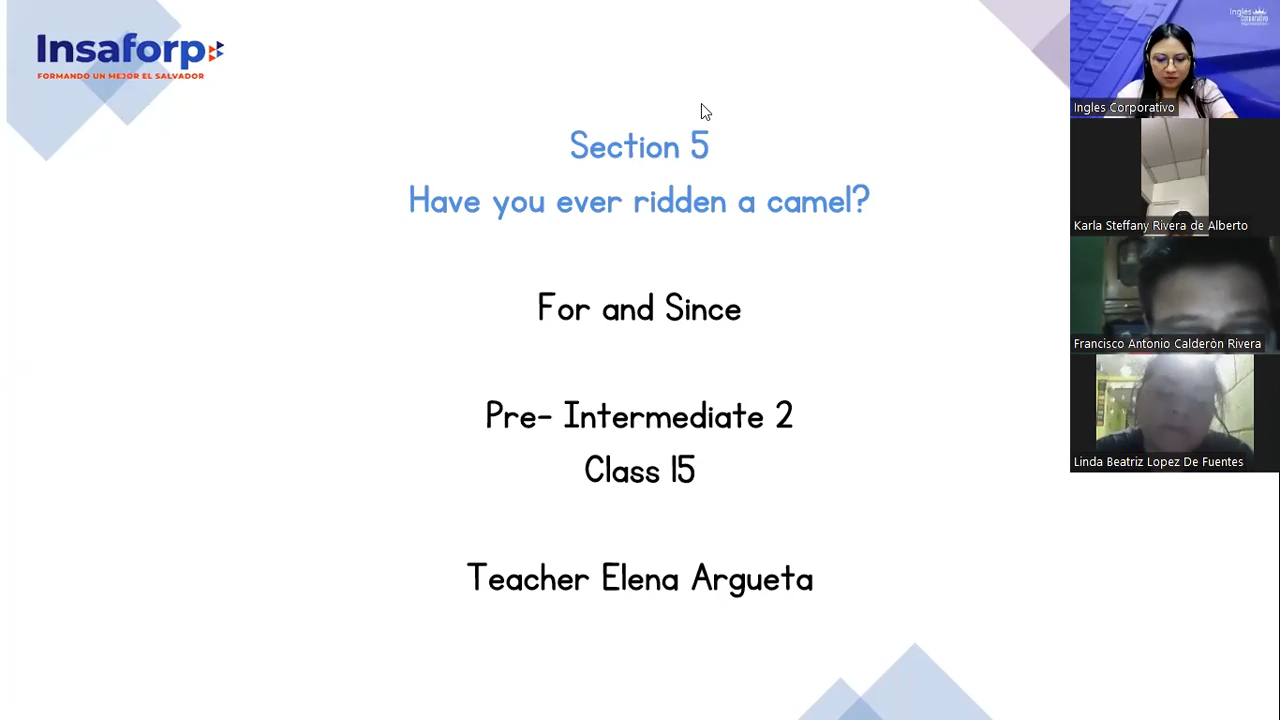 Insaforp
FORMANDO UN MEJOR EL SALVADOR
Section 5
Have you ever ridden a camel?
For and Since
Pre- Intermediate 2
Class 15
Teacher Elena Argueta
Ingles
Corporativo
Ingles Corporativo
Karla Steffany Rivera de Alberto
Francisco Antonio Calderòn Rivera
Linda Beatriz Lopez De Fuentes